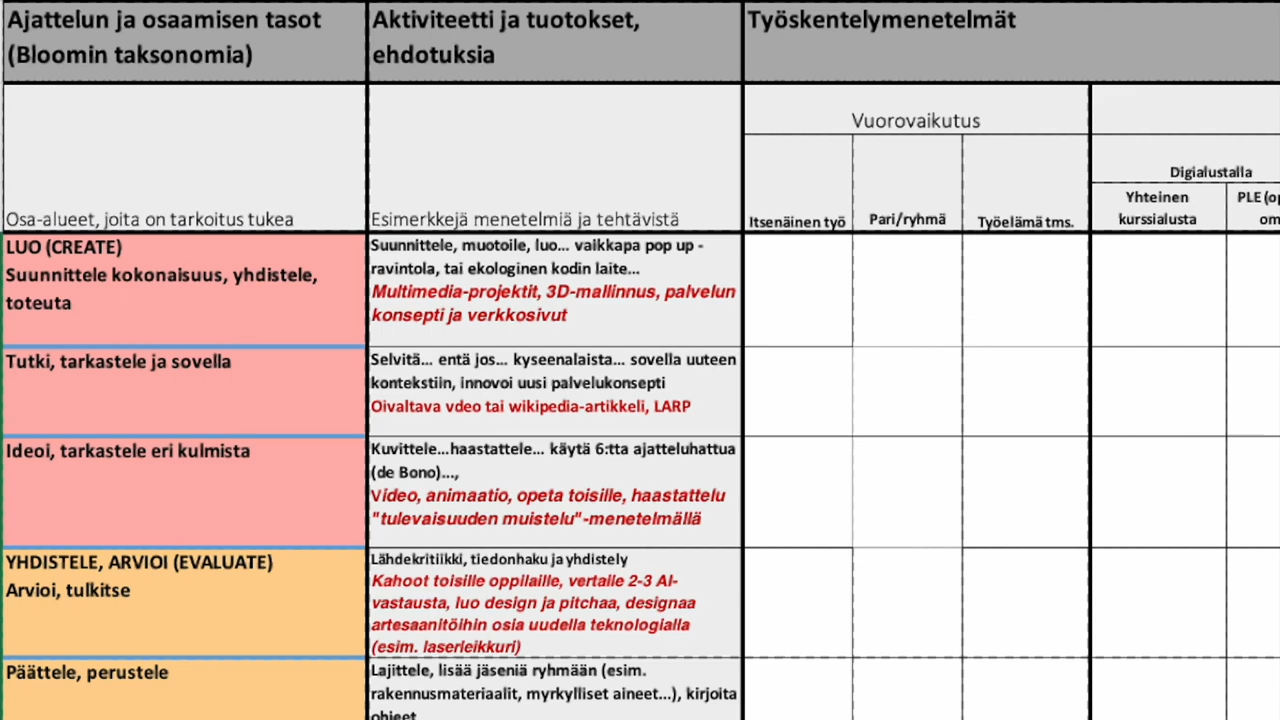 Ajattelun ja osaamisen tasot
(Bloomin taksonomia)
Aktiviteetti ja tuotokset,
ehdotuksia
Työskentelymenetelmät
Vuorovaikutus
Digialustalla
Osa-alueet, joita on tarkoitus tukea
Esimerkkejä menetelmiä ja tehtävistä
Itsenäinen työ
Pari/ryhmä
Työelämä tms.
Yhteinen
kurssialusta
PLE (op
om
LUO (CREATE)
Suunnittele kokonaisuus, yhdistele,
toteuta
Suunnittele, muotoile, luo... vaikkapa pop up -
ravintola, tai ekologinen kodin laite...
Multimedia-projektit, 3D-mallinnus, palvelun
konsepti ja verkkosivut
Tutki, tarkastele ja sovella
Selvitä... entä jos... kyseenalaista... sovella uuteen
kontekstiin, innovoi uusi palvelukonsepti
Oivaltava vdeo tai wikipedia-artikkeli, LARP
Ideoi, tarkastele eri kulmista
Kuvittele...haastattele... käytä 6:tta ajatteluhattua
(de Bono)...,
Video, animaatio, opeta toisille, haastattelu
"tulevaisuuden muistelu"-menetelmällä
YHDISTELE, ARVIOI (EVALUATE)
Arvioi, tulkitse
Lähdekritiikki, tiedonhaku ja yhdistely
Kahoot toisille oppilaille, vertaile 2-3 AI-
vastausta, luo design ja pitchaa, designaa
artesaanitöihin osia uudella teknologialla
(esim. laserleikkuri)
Päättele, perustele
Lajittele, lisää jäseniä ryhmään (esim.
rakennusmateriaalit, myrkylliset aineet...), kirjoita
ohjeet